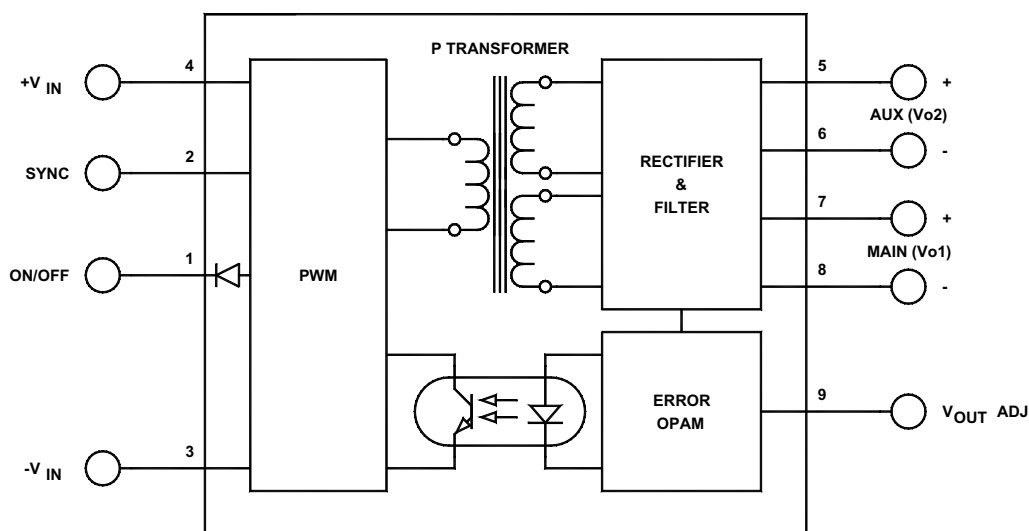 P TRANSFORMER
4
+V IN
2
SYNC
1
ON/OFF
3
-V IN
PWM
RECTIFIER
&
FILTER
ERROR
OPAM
5
+
AUX (Vo2)
6
-
7
+
MAIN (Vo1)
8
-
9
VOUT ADJ